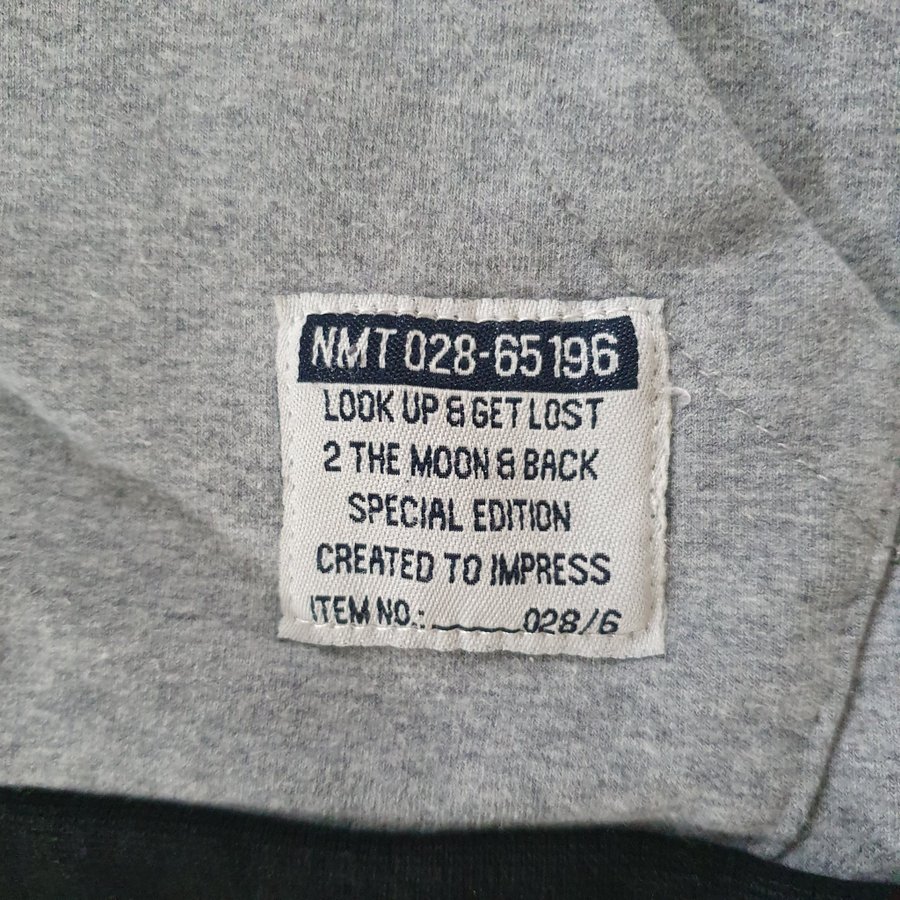 NMT 028-65196
LOOK UP & GET LOST
2 THE MOON & BACK
SPECIAL EDITION
CREATED TO IMPRESS
ITEM NO.:_____028/6